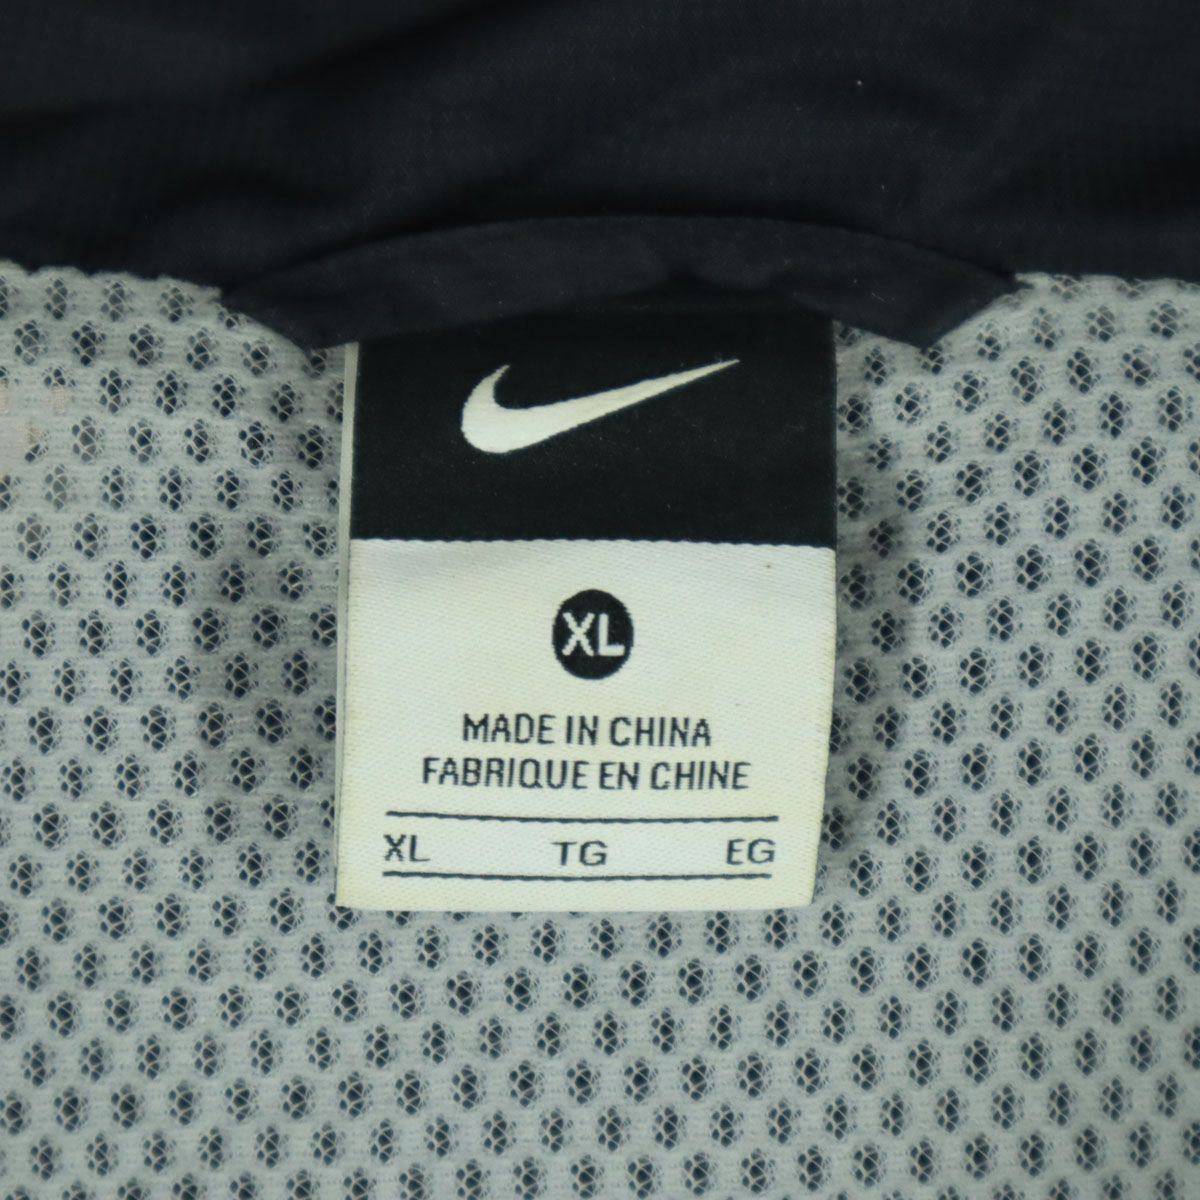 XL
MADE IN CHINA
FABRIQUE EN CHINE
XL TG EG